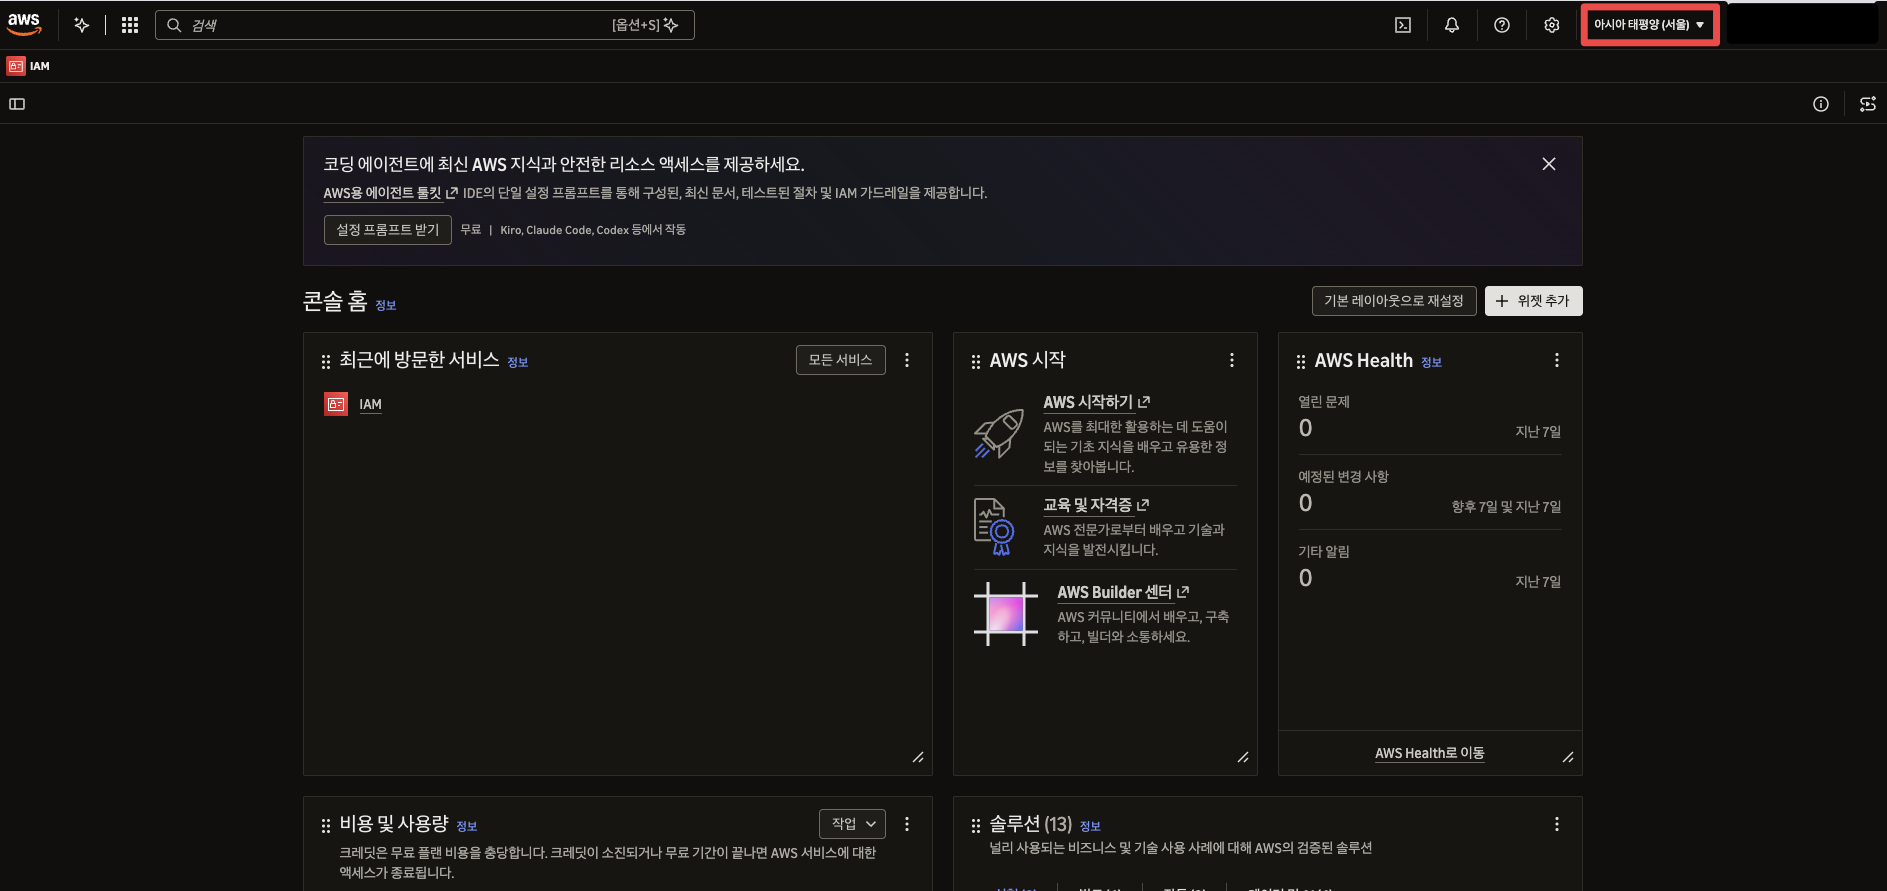 aws
검색
[옵션+S]
아시아 태평양 (서울)
IAM
코딩 에이전트에 최신 AWS 지식과 안전한 리소스 액세스를 제공하세요.
AWS용 에이전트 툴킷 IDE의 단일 설정 프롬프트를 통해 구성된, 최신 문서, 테스트된 절차 및 IAM 가드레일을 제공합니다.
설정 프롬프트 받기 무료 | Kiro, Claude Code, Codex 등에서 작동
콘솔 홈 정보
기본 레이아웃으로 재설정
위젯 추가
최근에 방문한 서비스 정보
모든 서비스
IAM
AWS 시작
AWS 시작하기
AWS를 최대한 활용하는 데 도움이
되는 기초 지식을 배우고 유용한 정
보를 찾아봅니다.
교육 및 자격증
AWS 전문가로부터 배우고 기술과
지식을 발전시킵니다.
AWS Builder 센터
AWS 커뮤니티에서 배우고, 구축
하고, 빌더와 소통하세요.
AWS Health 정보
열린 문제
0
지난 7일
예정된 변경 사항
0
향후 7일 및 지난 7일
기타 알림
0
지난 7일
AWS Health로 이동
비용 및 사용량 정보
작업
크레딧은 무료 플랜 비용을 충당합니다. 크레딧이 소진되거나 무료 기간이 끝나면 AWS 서비스에 대한
액세스가 종료됩니다.
솔루션 (13) 정보
널리 사용되는 비즈니스 및 기술 사용 사례에 대해 AWS의 검증된 솔루션